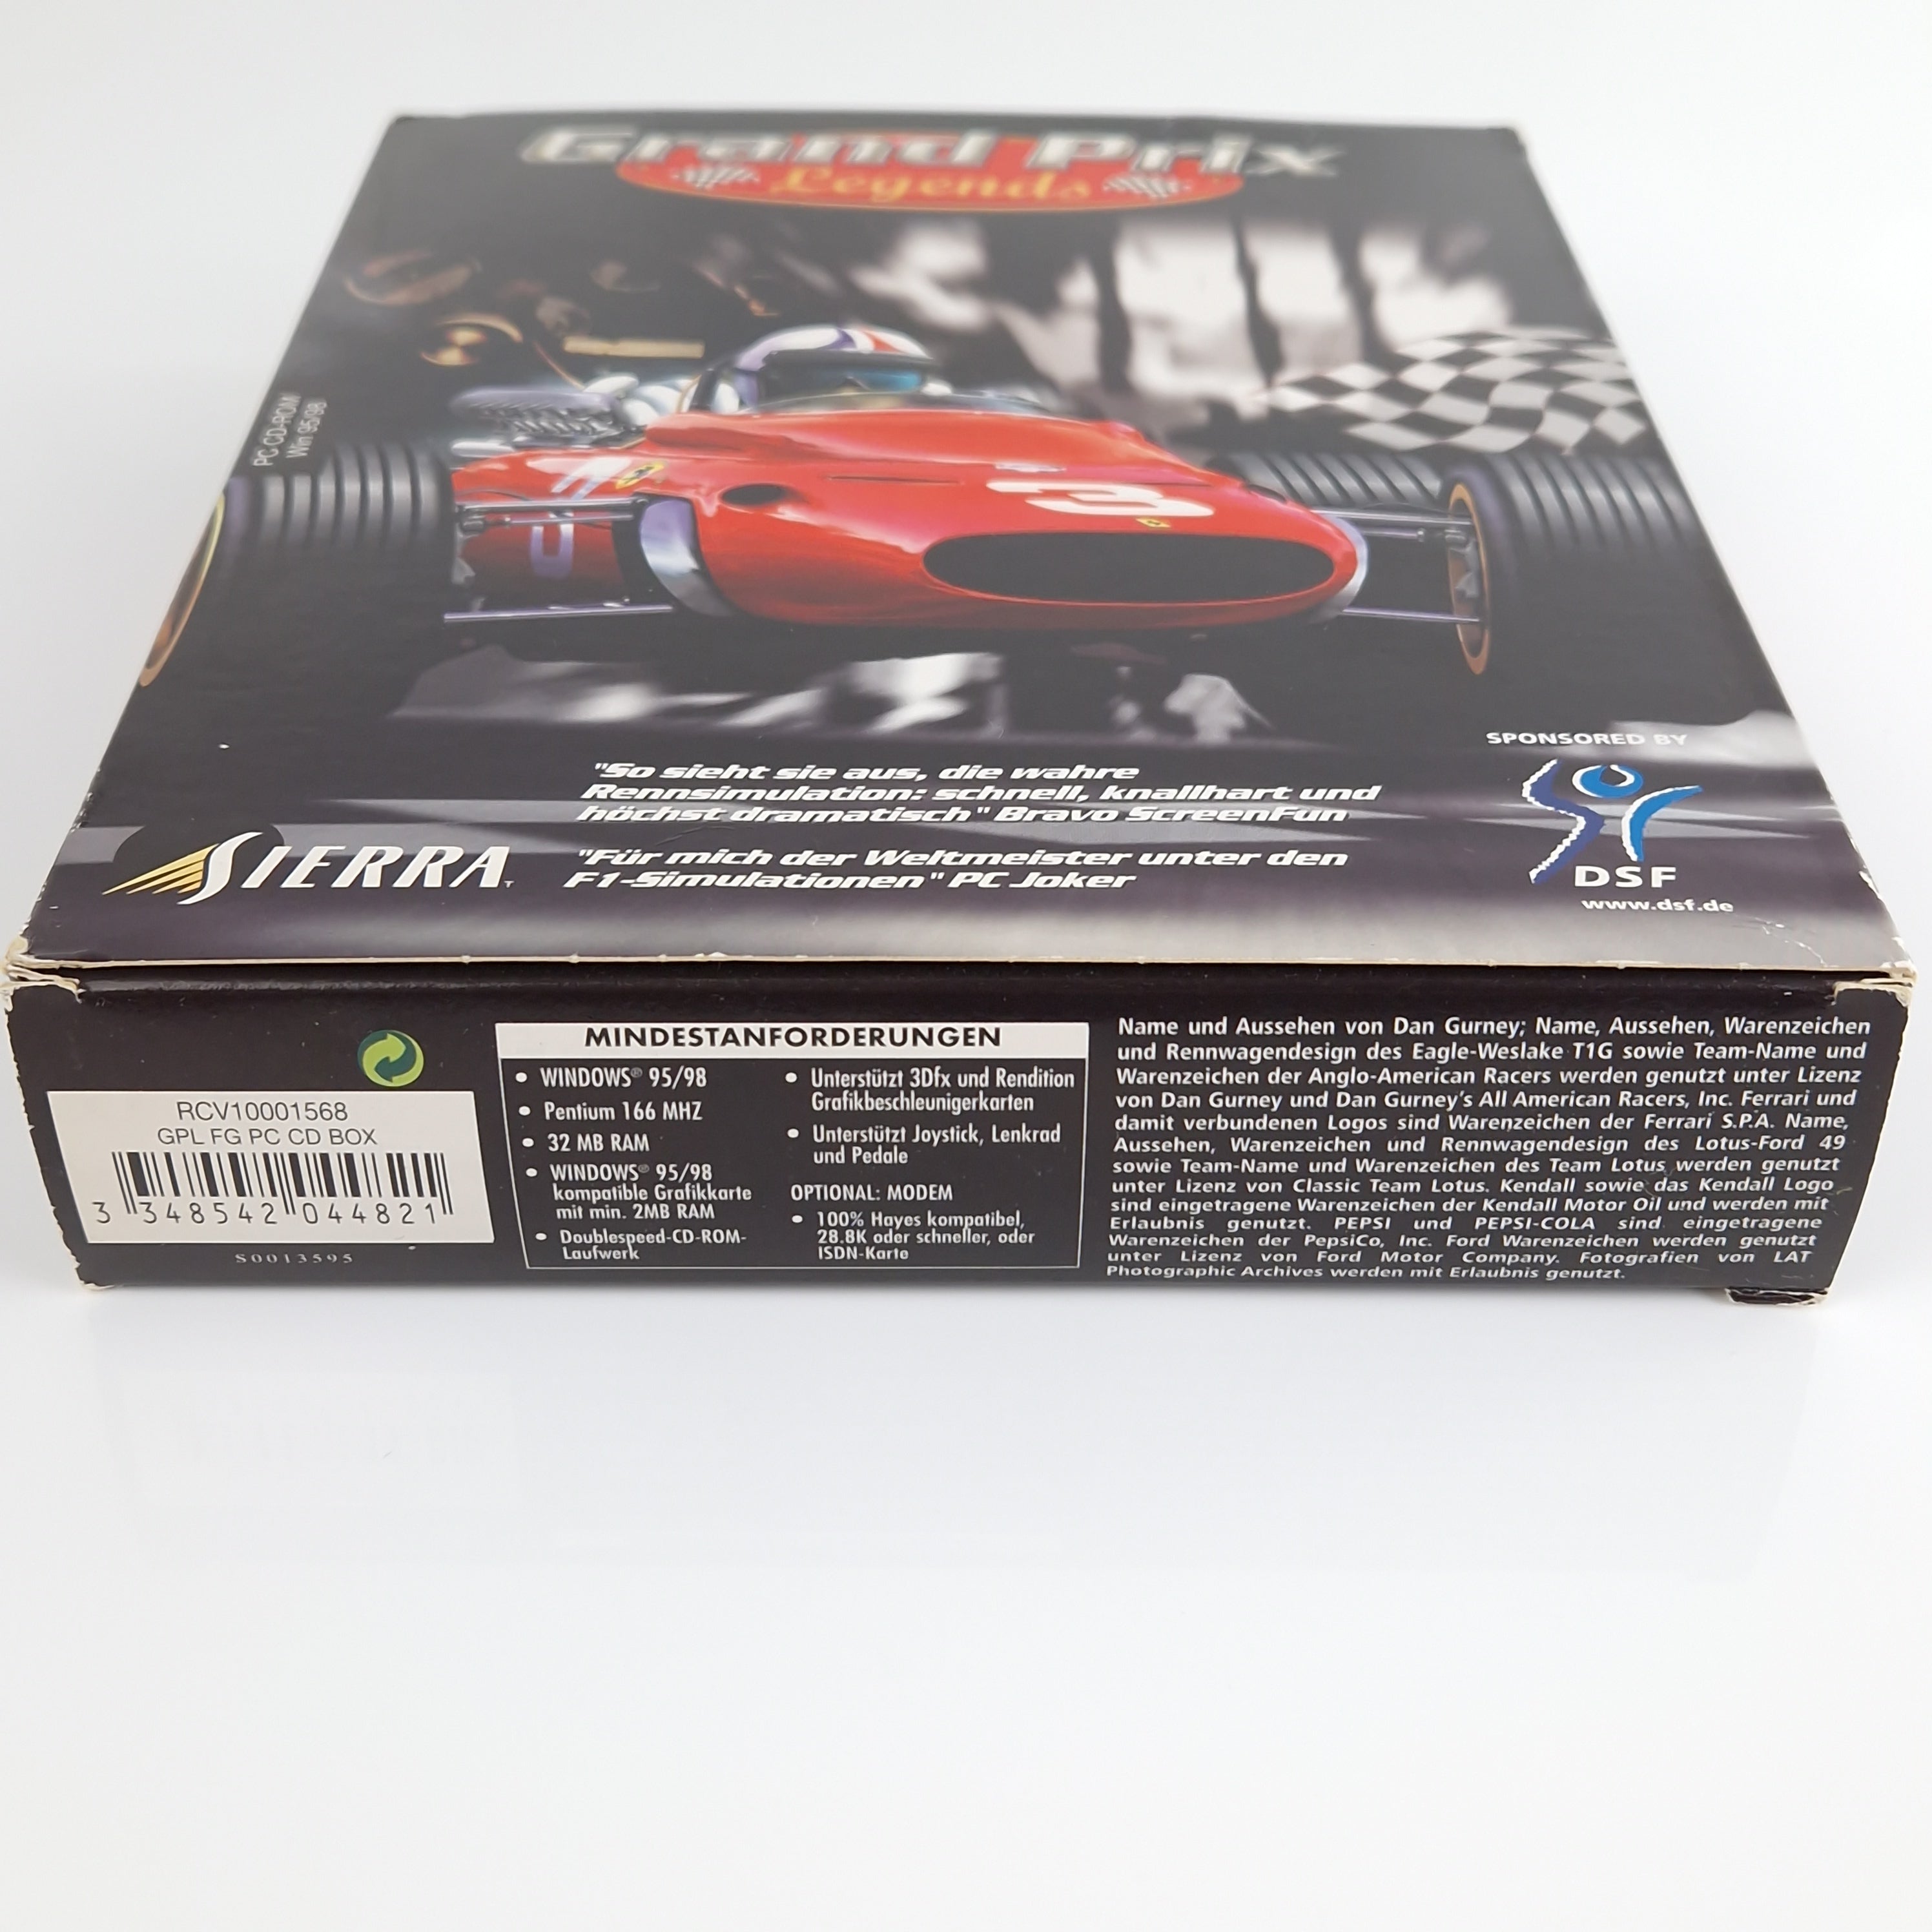 Grand Prix
Legends
PC CD-ROM
Win 95/98
3
"So sieht sie aus, die wahre
Rennsimulation: schnell, knallhart und
höchst dramatisch" Bravo ScreenFun
"Für mich der Weltmeister unter den
F1-Simulationen" PC Joker
SIERRA
SPONSORED BY
DSF
www.dsf.de
RCV10001568
GPL FG PC CD BOX
3 348542 044821
S0013595
MINDESTANFORDERUNGEN
• WINDOWS® 95/98
• Pentium 166 MHZ
• 32 MB RAM
• WINDOWS® 95/98
kompatible Grafikkarte
mit min. 2MB RAM
• Doublespeed-CD-ROM-
Laufwerk
• Unterstützt 3Dfx und Rendition
Grafikbeschleunigerkarten
• Unterstützt Joystick, Lenkrad
und Pedale
OPTIONAL: MODEM
• 100% Hayes kompatibel,
28.8K oder schneller, oder
ISDN-Karte
Name und Aussehen von Dan Gurney; Name, Aussehen, Warenzeichen
und Rennwagendesign des Eagle-Weslake T1G sowie Team-Name und
Warenzeichen der Anglo-American Racers werden genutzt unter Lizenz
von Dan Gurney und Dan Gurney's All American Racers, Inc. Ferrari und
damit verbundenen Logos sind Warenzeichen der Ferrari S.P.A. Name,
Aussehen, Warenzeichen und Rennwagendesign des Lotus-Ford 49
sowie Team-Name und Warenzeichen des Team Lotus werden genutzt
unter Lizenz von Classic Team Lotus. Kendall sowie das Kendall Logo
sind eingetragene Warenzeichen der Kendall Motor Oil und werden mit
Erlaubnis genutzt. PEPSI und PEPSI-COLA sind eingetragene
Warenzeichen der PepsiCo, Inc. Ford Warenzeichen werden genutzt
unter Lizenz von Ford Motor Company. Fotografien von LAT
Photographic Archives werden mit Erlaubnis genutzt.